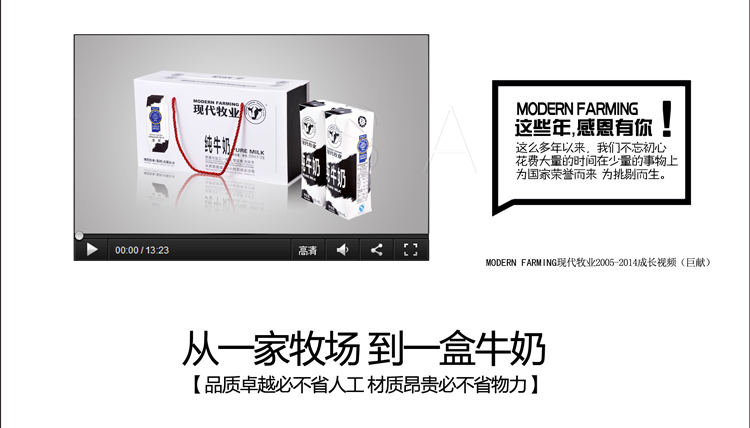 MODERN FARMING
现代牧业
纯牛奶
PURE MILK
现代牧业
牛奶
00:00 / 13:23
高清
MODERN FARMING
这些年,感恩有你!
这么多年以来，我们不忘初心
花费大量的时间在少量的事物上
为国家荣誉而来 为挑剔而生。
MODERN FARMING现代牧业2005-2014成长视频（巨献）
从一家牧场 到一盒牛奶
【 品质卓越必不省人工 材质昂贵必不省物力 】